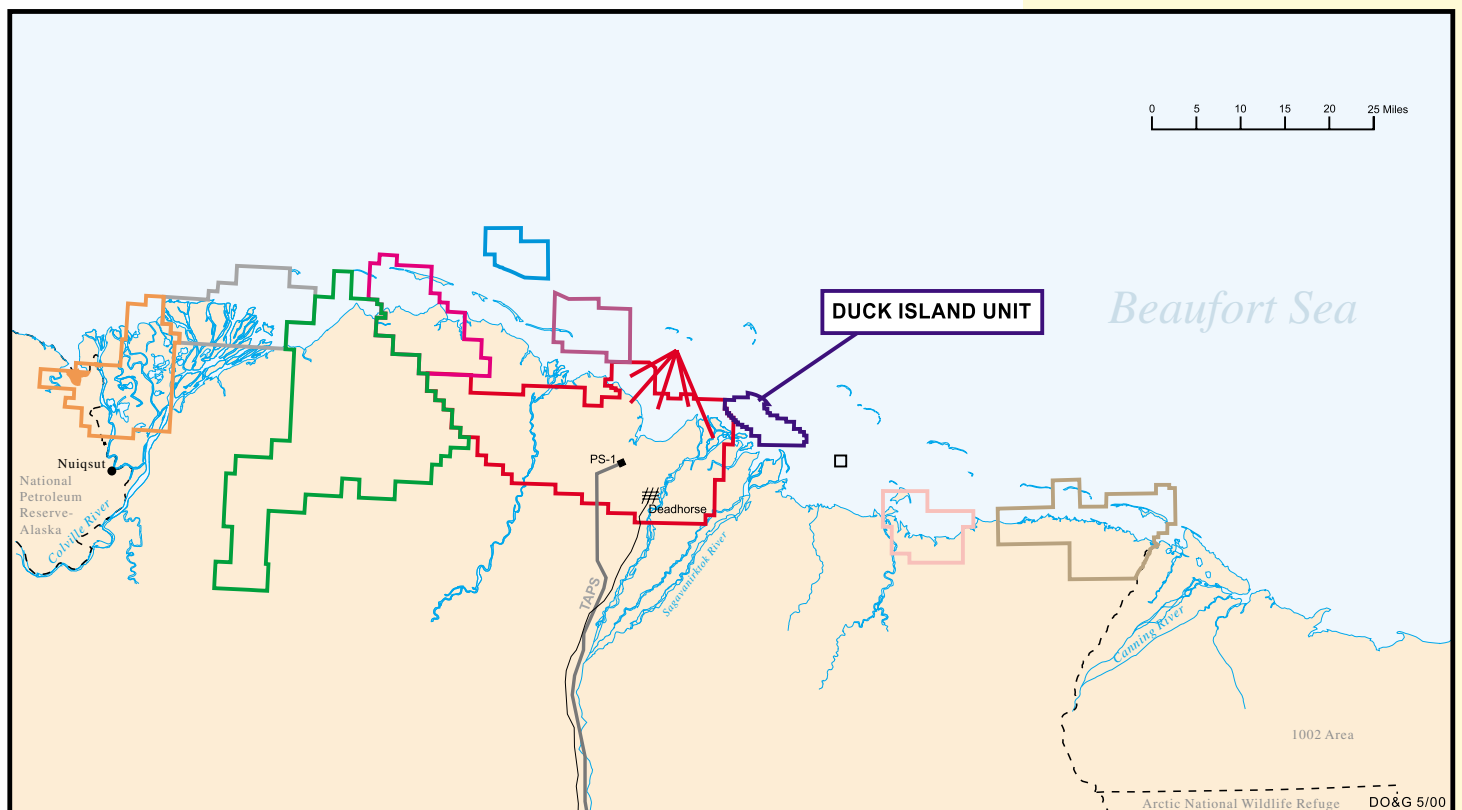 0 5 10 15 20 25 Miles
DUCK ISLAND UNIT
Beaufort Sea
PS-1
Nuiqsut
National
Petroleum
Reserve-
Alaska
Colville River
Deadhorse
TAPS
Sagavanirktok River
Canning River
1002 Area
Arctic National Wildlife Refuge
DO&G 5/00